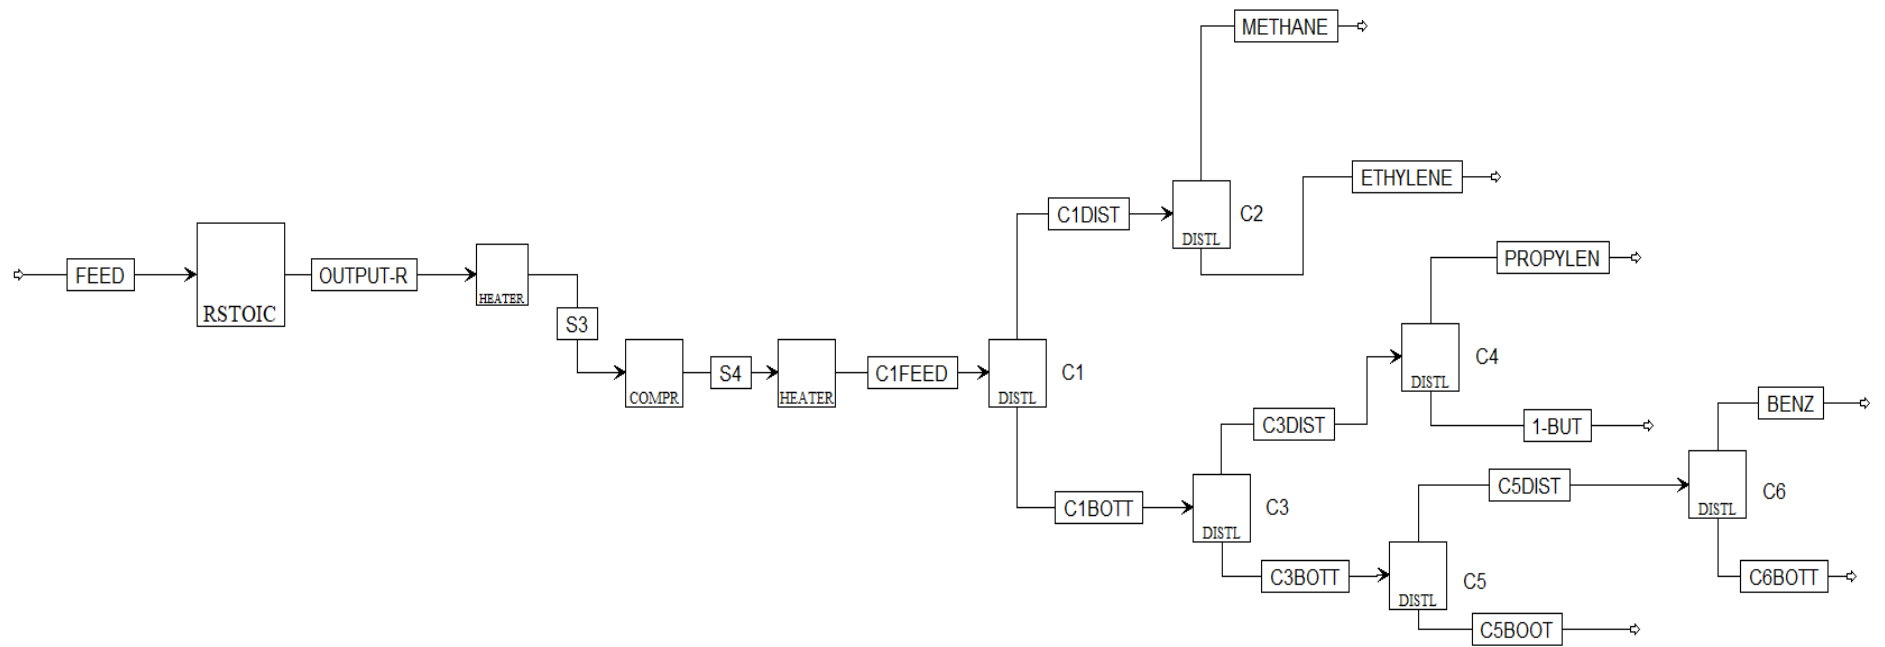 METHANE
ETHYLENE
C1DIST
C2
DISTL
PROPYLEN
FEED
OUTPUT-R
HEATER
RSTOIC
S3
C4
S4
C1FEED
C1
DISTL
COMPR
HEATER
DISTL
BENZ
C3DIST
1-BUT
C5DIST
C6
C1BOTT
C3
DISTL
DISTL
C3BOTT
C5
C6BOTT
DISTL
C5BOOT